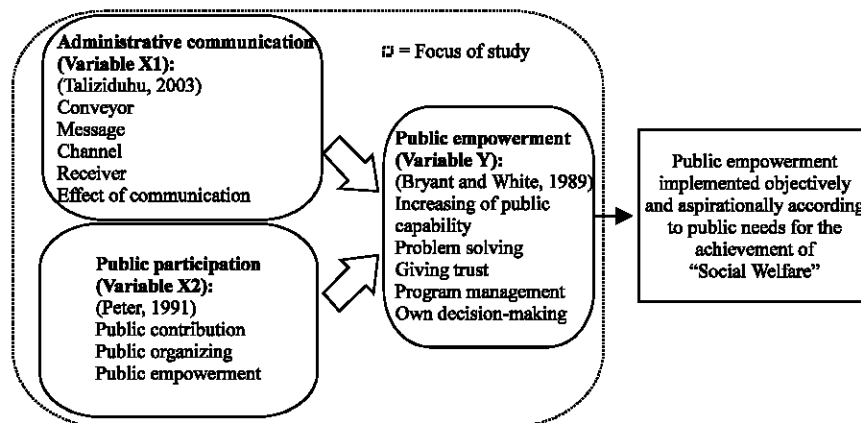 Administrative communication
(Variable X1):
(Taliziduhu, 2003)
Conveyor
Message
Channel
Receiver
Effect of communication
= Focus of study
Public participation
(Variable X2):
(Peter, 1991)
Public contribution
Public organizing
Public empowerment
Public empowerment
(Variable Y):
(Bryant and White, 1989)
Increasing of public
capability
Problem solving
Giving trust
Program management
Own decision-making
Public empowerment
implemented objectively
and aspirationally according
to public needs for the
achievement of
“Social Welfare”